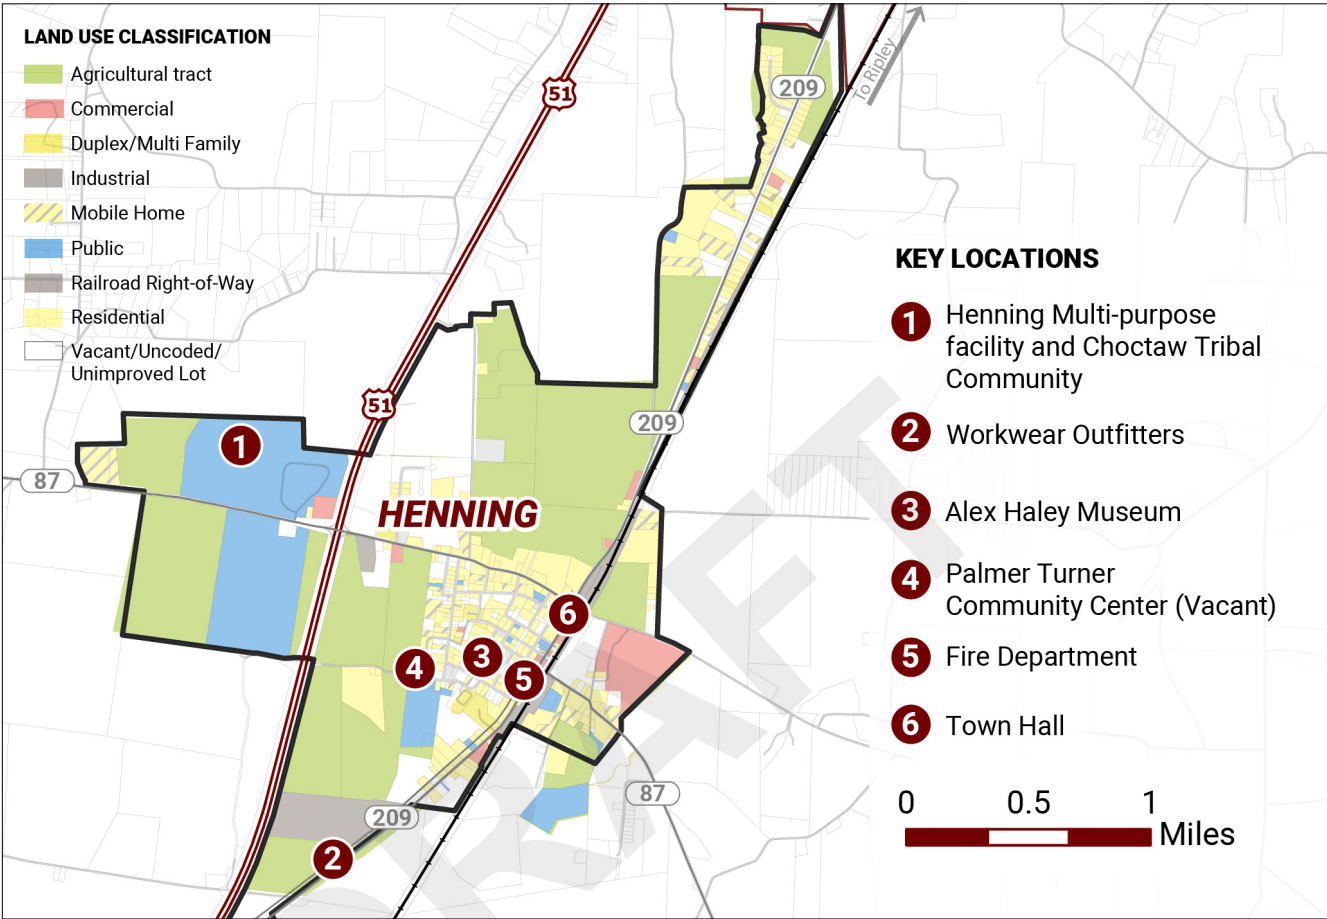 LAND USE CLASSIFICATION
Agricultural tract
Commercial
Duplex/Multi Family
Industrial
Mobile Home
Public
Railroad Right-of-Way
Residential
Vacant/Uncoded/
Unimproved Lot
51
209
To Ripley
51
209
87
1
HENNING
6
3
4
5
87
209
2
KEY LOCATIONS
1 Henning Multi-purpose
facility and Choctaw Tribal
Community
2 Workwear Outfitters
3 Alex Haley Museum
4 Palmer Turner
Community Center (Vacant)
5 Fire Department
6 Town Hall
0 0.5 1
Miles
DRAFT